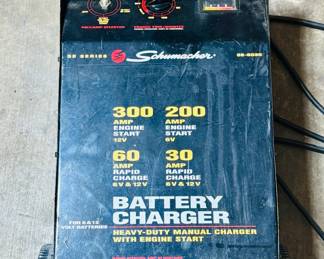 SE SERIES
Schumacher
300 200
AMP AMP
ENGINE ENGINE
START START
12V 6V
60 30
AMP AMP
RAPID RAPID
CHARGE CHARGE
6V & 12V 6V & 12V
FOR 6 & 12
VOLT BATTERIES
BATTERY
CHARGER
HEAVY-DUTY MANUAL CHARGER
WITH ENGINE START